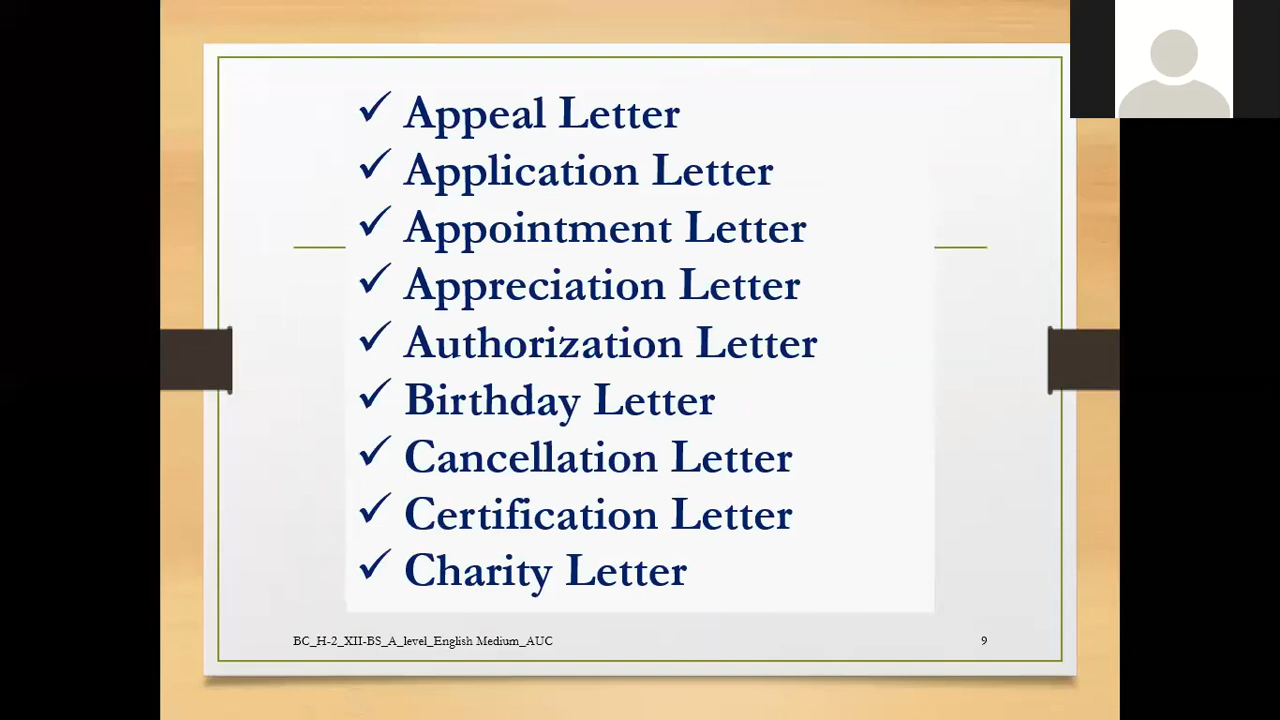 ✓ Appeal Letter
✓ Application Letter
✓ Appointment Letter
✓ Appreciation Letter
✓ Authorization Letter
✓ Birthday Letter
✓ Cancellation Letter
✓ Certification Letter
✓ Charity Letter
BC_H-2_XII-BS_A_level_English Medium_AUC 9